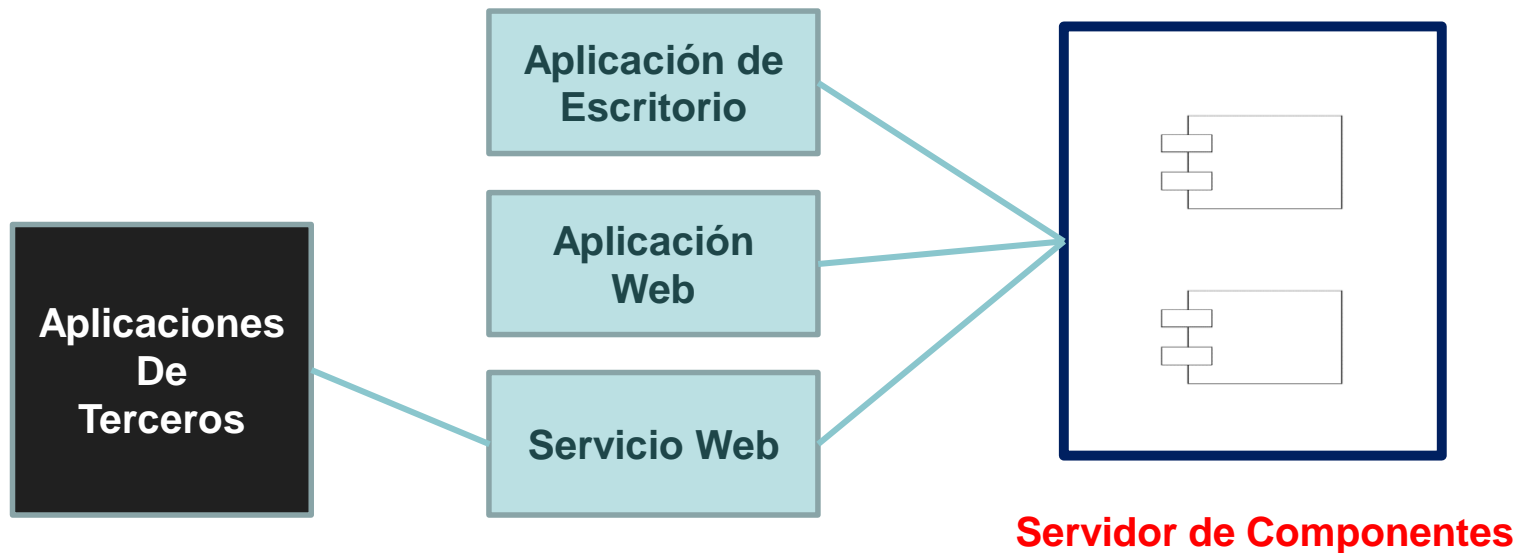 Aplicación de
Escritorio
Aplicación
Web
Aplicaciones
De
Terceros
Servicio Web
Servidor de Componentes